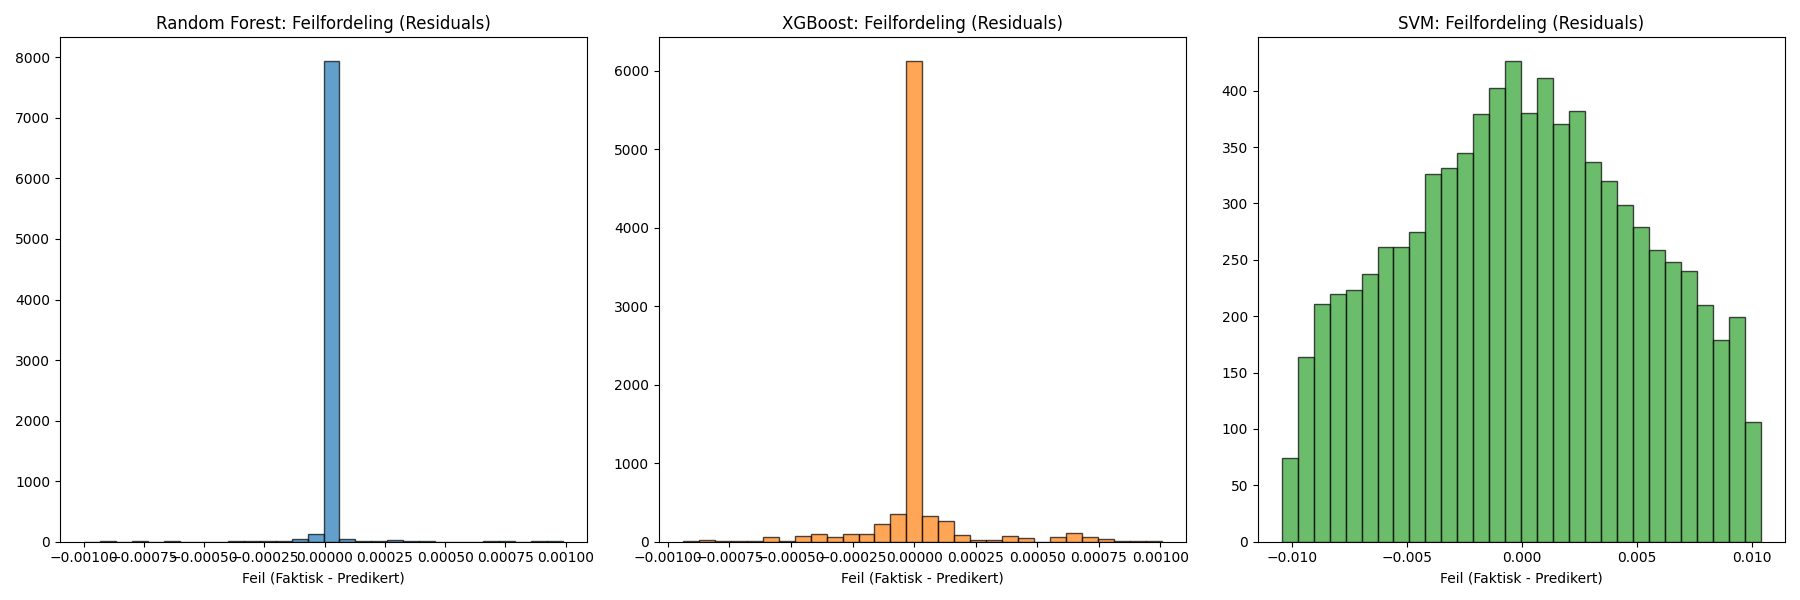 Random Forest: Feilfordeling (Residuals)
8000
7000
6000
5000
4000
3000
2000
1000
0
−0.00100 −0.00075 −0.00050 −0.00025 0.00000 0.00025 0.00050 0.00075 0.00100
Feil (Faktisk - Predikert)
XGBoost: Feilfordeling (Residuals)
6000
5000
4000
3000
2000
1000
0
−0.00100 −0.00075 −0.00050 −0.00025 0.00000 0.00025 0.00050 0.00075 0.00100
Feil (Faktisk - Predikert)
SVM: Feilfordeling (Residuals)
400
350
300
250
200
150
100
50
0
−0.010 −0.005 0.000 0.005 0.010
Feil (Faktisk - Predikert)